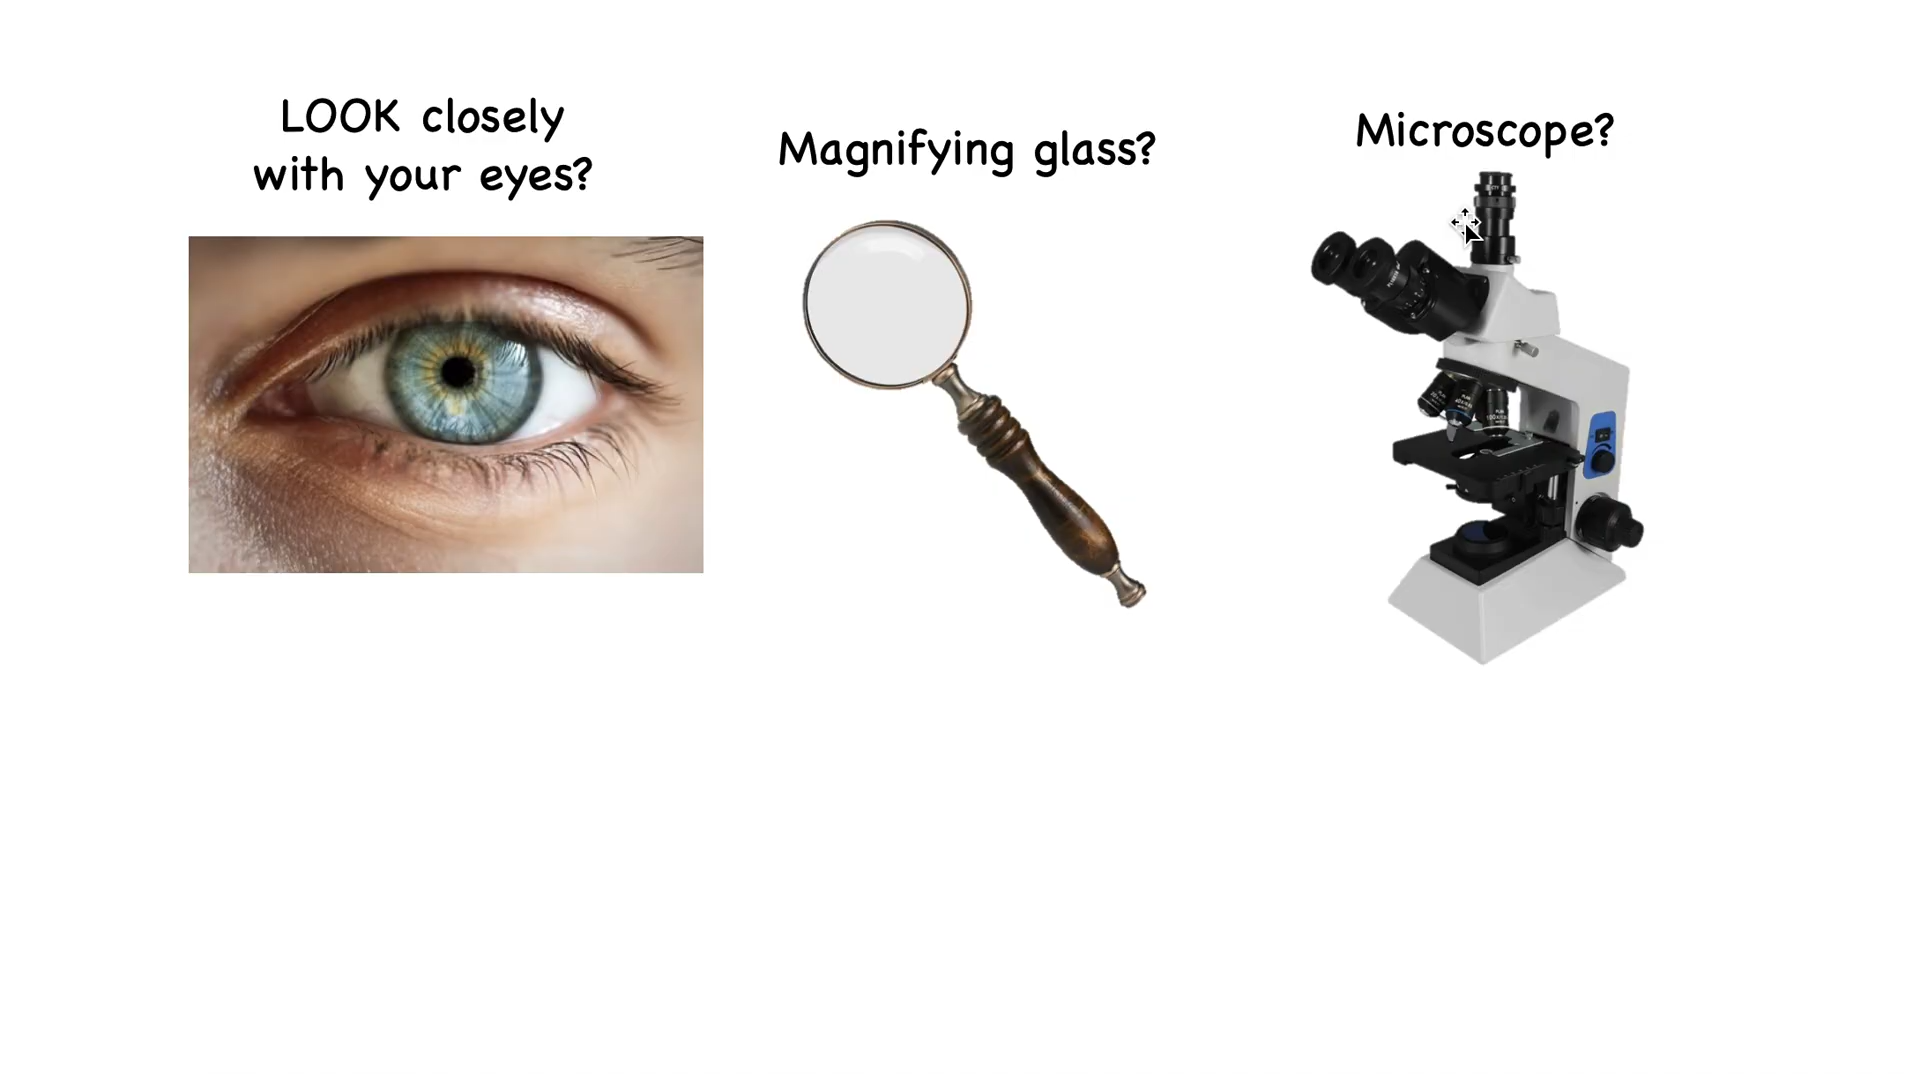 LOOK closely
with your eyes?
Magnifying glass?
Microscope?